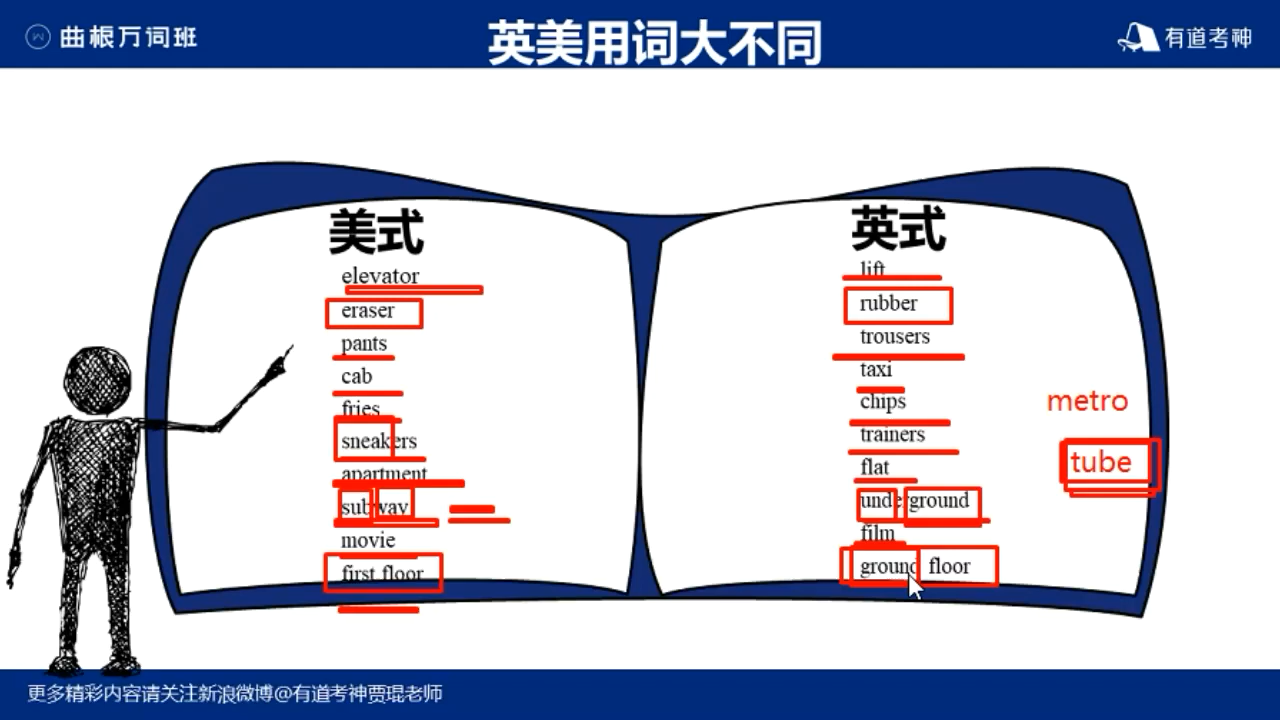 曲根万词班
英美用词大不同
有道考神
美式
elevator
eraser
pants
cab
fries
sneakers
apartment
subway
movie
first floor
英式
lift
rubber
trousers
taxi
chips
trainers
flat
underground
film
ground floor
metro
tube
更多精彩内容请关注新浪微博@有道考神贾琨老师